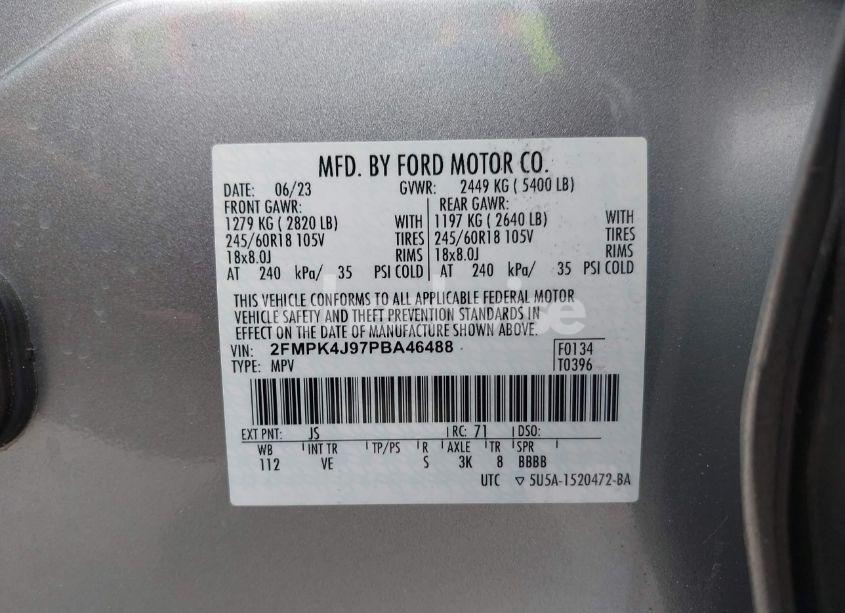 MFD. BY FORD MOTOR CO.
DATE: 06/23 GVWR: 2449 KG ( 5400 LB)
FRONT GAWR: REAR GAWR:
1279 KG ( 2820 LB) WITH 1197 KG ( 2640 LB) WITH
245/60R18 105V TIRES 245/60R18 105V TIRES
18x8.0J RIMS 18x8.0J RIMS
AT 240 kPa/ 35 PSI COLD AT 240 kPa/ 35 PSI COLD
THIS VEHICLE CONFORMS TO ALL APPLICABLE FEDERAL MOTOR
VEHICLE SAFETY AND THEFT PREVENTION STANDARDS IN
EFFECT ON THE DATE OF MANUFACTURE SHOWN ABOVE.
VIN: 2FMPK4J97PBA46488 F0134
TYPE: MPV T0396
EXT PNT: JS RC: 71 DSO:
WB INT TR TP/PS R AXLE TR SPR
112 VE S 3K 8 BBBB
UTC ▽ 5U5A-1520472-BA